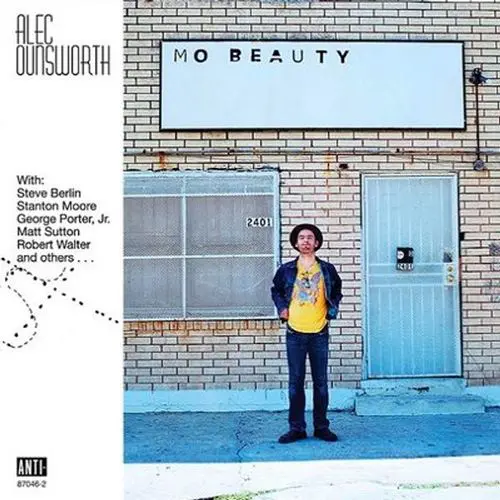 ALEC
OUNSWORTH
MO BEAUTY
With:
Steve Berlin
Stanton Moore
George Porter, Jr.
Matt Sutton
Robert Walter
and others . . .
2401
2401
ANTI-
87046-2